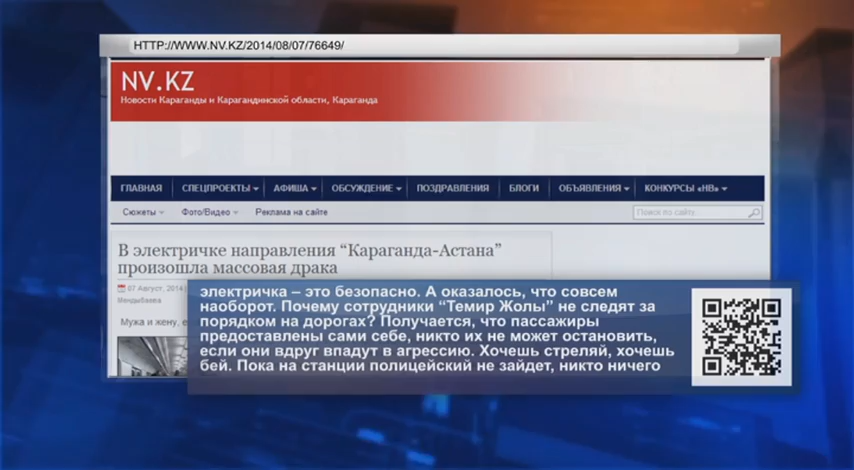 HTTP://WWW.NV.KZ/2014/08/07/76649/
NV.KZ
Новости Караганды и Карагандинской области, Караганда
ГЛАВНАЯ СПЕЦПРОЕКТЫ АФИША ОБСУЖДЕНИЕ ПОЗДРАВЛЕНИЯ БЛОГИ ОБЪЯВЛЕНИЯ КОНКУРСЫ «НВ»
Сюжеты Фото/Видео Реклама на сайте Поиск по сайту
В электричке направления “Караганда-Астана”
произошла массовая драка
07 Август, 2014
Мендыбаева
Мужа и жену,
электричка – это безопасно. А оказалось, что совсем
наоборот. Почему сотрудники “Темир Жолы” не следят за
порядком на дорогах? Получается, что пассажиры
предоставлены сами себе, никто их не может остановить,
если они вдруг впадут в агрессию. Хочешь стреляй, хочешь
бей. Пока на станции полицейский не зайдет, никто ничего